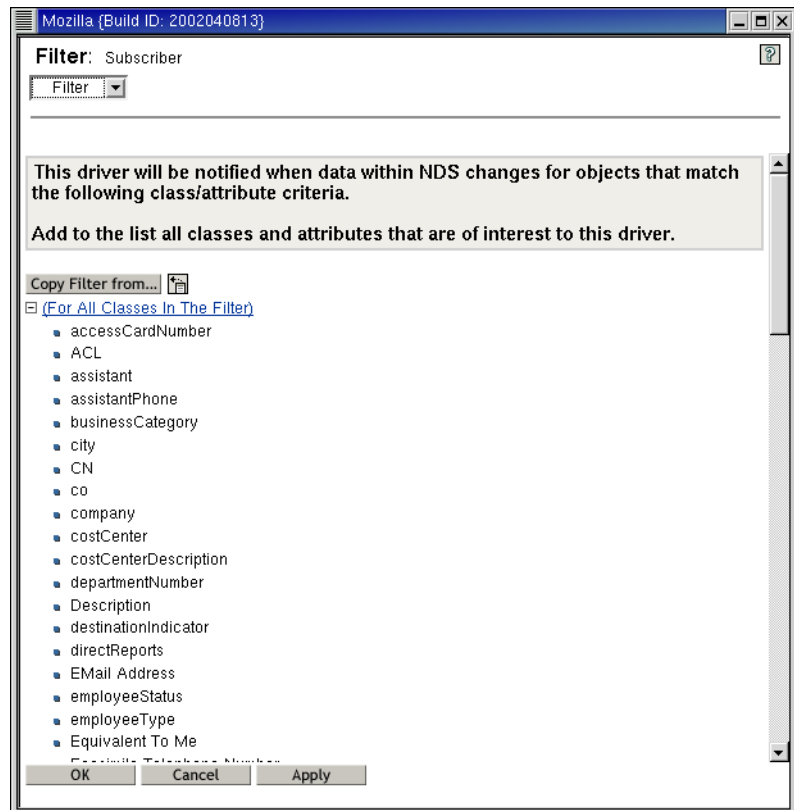 Mozilla {Build ID: 2002040813}
Filter: Subscriber
?
Filter
This driver will be notified when data within NDS changes for objects that match
the following class/attribute criteria.
Add to the list all classes and attributes that are of interest to this driver.
Copy Filter from...
(For All Classes In The Filter)
accessCardNumber
ACL
assistant
assistantPhone
businessCategory
city
CN
co
company
costCenter
costCenterDescription
departmentNumber
Description
destinationIndicator
directReports
EMail Address
employeeStatus
employeeType
Equivalent To Me
Facsimile Telephone Number
OK Cancel Apply